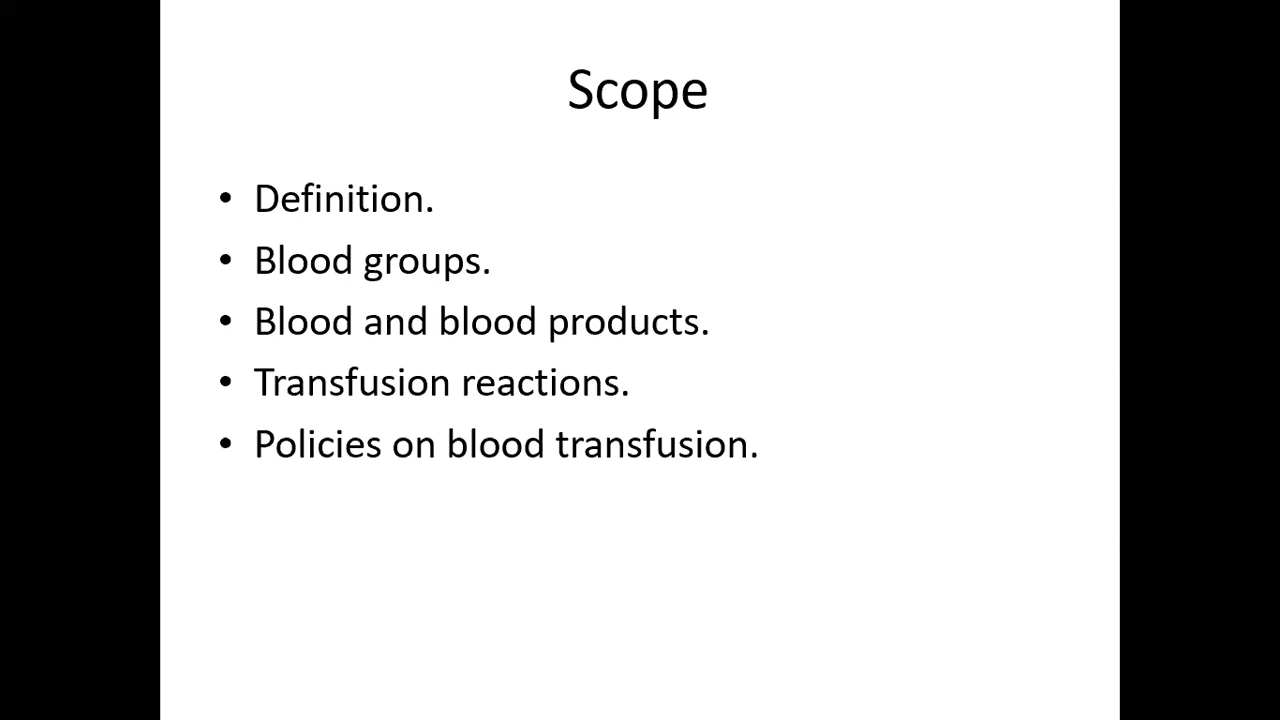 Scope
• Definition.
• Blood groups.
• Blood and blood products.
• Transfusion reactions.
• Policies on blood transfusion.